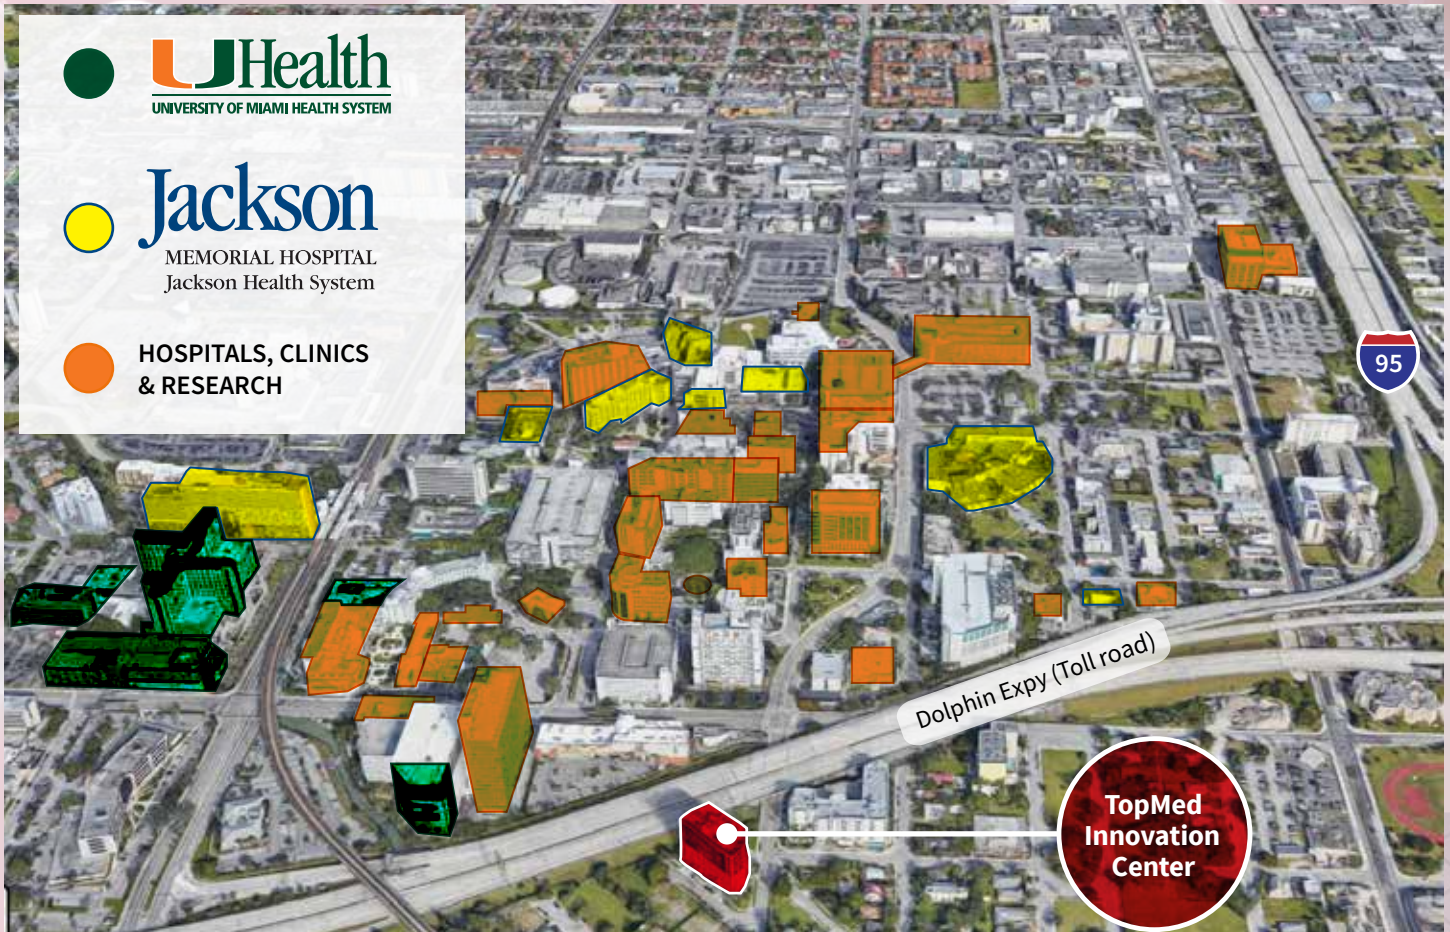 UHealth
UNIVERSITY OF MIAMI HEALTH SYSTEM
Jackson
MEMORIAL HOSPITAL
Jackson Health System
HOSPITALS, CLINICS
& RESEARCH
95
Dolphin Expy (Toll road)
TopMed
Innovation
Center